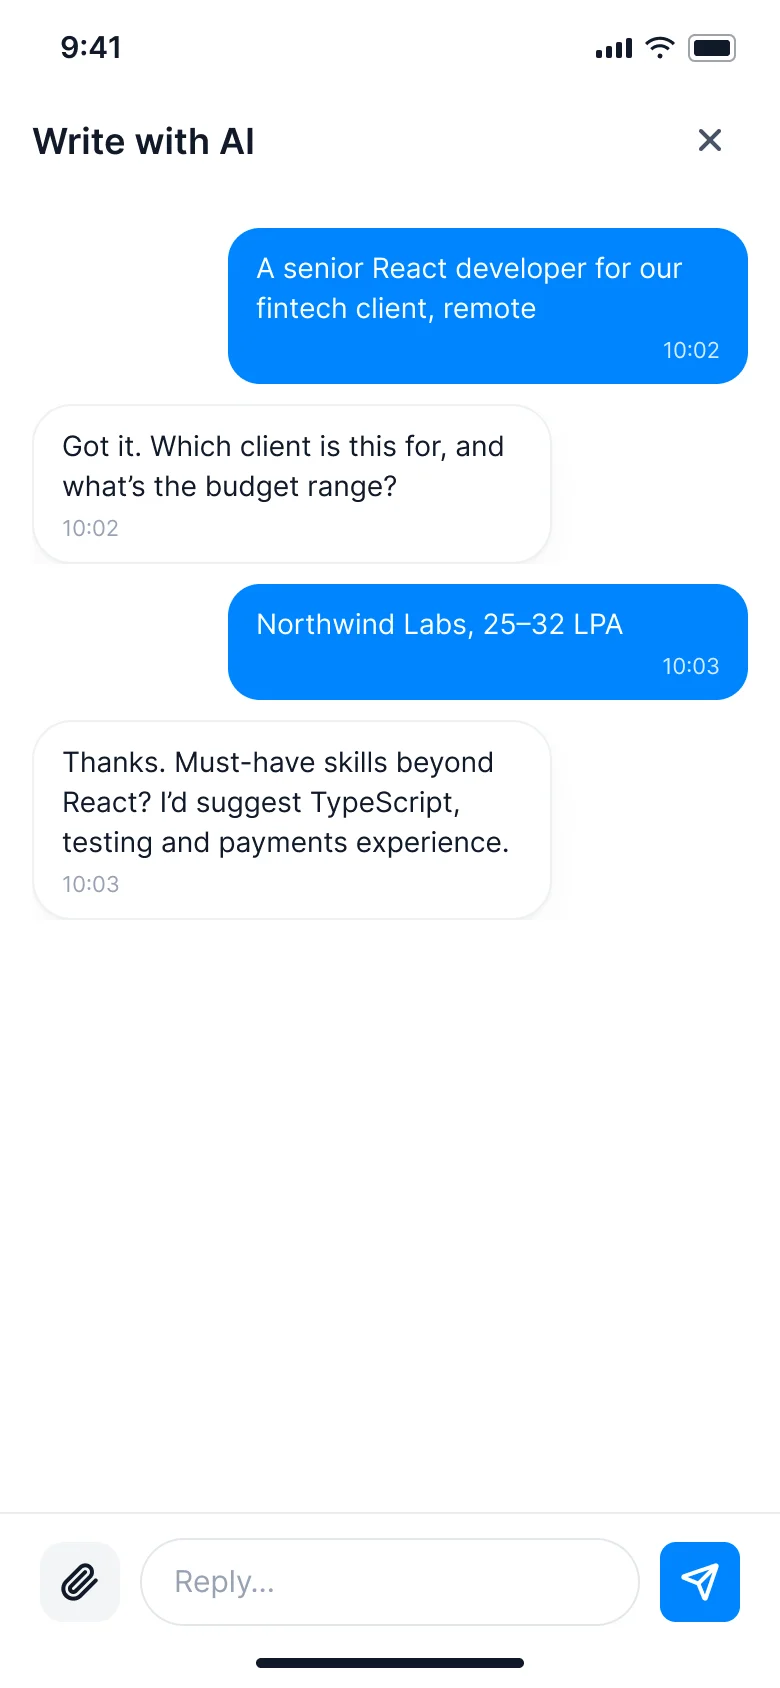 9:41
Write with AI
A senior React developer for our
fintech client, remote
10:02
Got it. Which client is this for, and
what’s the budget range?
10:02
Northwind Labs, 25–32 LPA
10:03
Thanks. Must-have skills beyond
React? I’d suggest TypeScript,
testing and payments experience.
10:03
Reply...